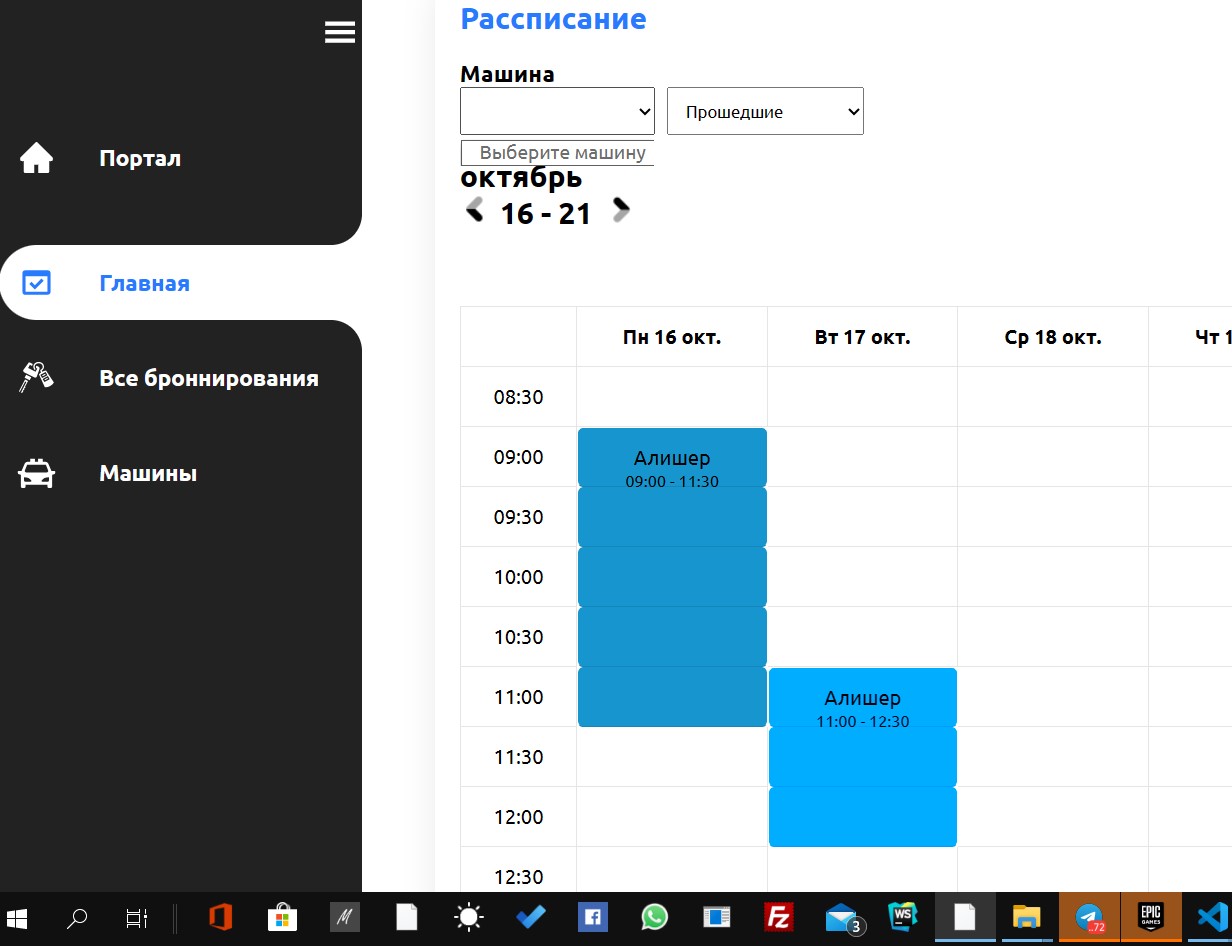 Рассписание
Машина
Прошедшие
Выберите машину
октябрь
16 - 21
Портал
Главная
Все броннирования
Машины
Пн 16 окт.
Вт 17 окт.
Ср 18 окт.
Чт 1
08:30
09:00
Алишер
09:00 - 11:30
09:30
10:00
10:30
11:00
Алишер
11:00 - 12:30
11:30
12:00
12:30
3
WS
..72
EPIC
GAMES
Fz